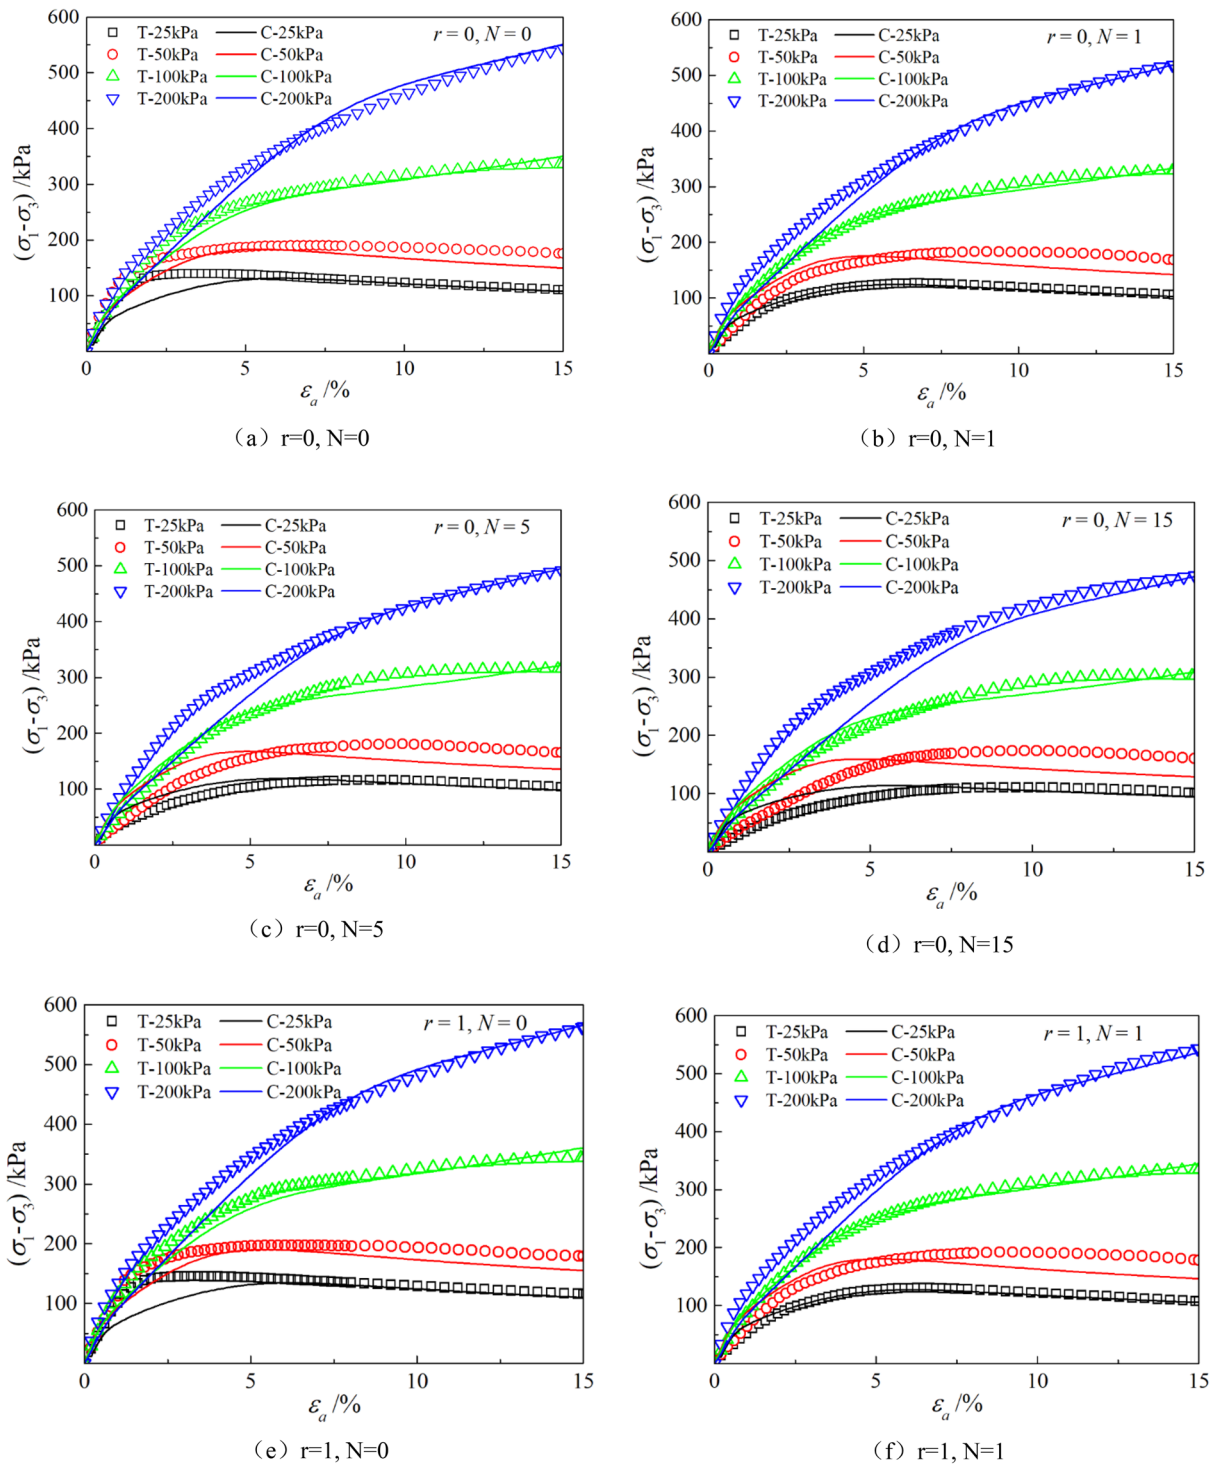 600
500
400
300
200
100
0
5
10
15
(σ1-σ3) /kPa
εa /%
T-25kPa C-25kPa
T-50kPa C-50kPa
T-100kPa C-100kPa
T-200kPa C-200kPa
r = 0, N = 0
（a）r=0, N=0
600
500
400
300
200
100
0
5
10
15
(σ1-σ3) /kPa
εa /%
T-25kPa C-25kPa
T-50kPa C-50kPa
T-100kPa C-100kPa
T-200kPa C-200kPa
r = 0, N = 1
（b）r=0, N=1
600
500
400
300
200
100
0
5
10
15
(σ1-σ3) /kPa
εa /%
T-25kPa C-25kPa
T-50kPa C-50kPa
T-100kPa C-100kPa
T-200kPa C-200kPa
r = 0, N = 5
（c）r=0, N=5
600
500
400
300
200
100
0
5
10
15
(σ1-σ3) /kPa
εa /%
T-25kPa C-25kPa
T-50kPa C-50kPa
T-100kPa C-100kPa
T-200kPa C-200kPa
r = 0, N = 15
（d）r=0, N=15
600
500
400
300
200
100
0
5
10
15
(σ1-σ3) /kPa
εa /%
T-25kPa C-25kPa
T-50kPa C-50kPa
T-100kPa C-100kPa
T-200kPa C-200kPa
r = 1, N = 0
（e）r=1, N=0
600
500
400
300
200
100
0
5
10
15
(σ1-σ3) /kPa
εa /%
T-25kPa C-25kPa
T-50kPa C-50kPa
T-100kPa C-100kPa
T-200kPa C-200kPa
r = 1, N = 1
（f）r=1, N=1